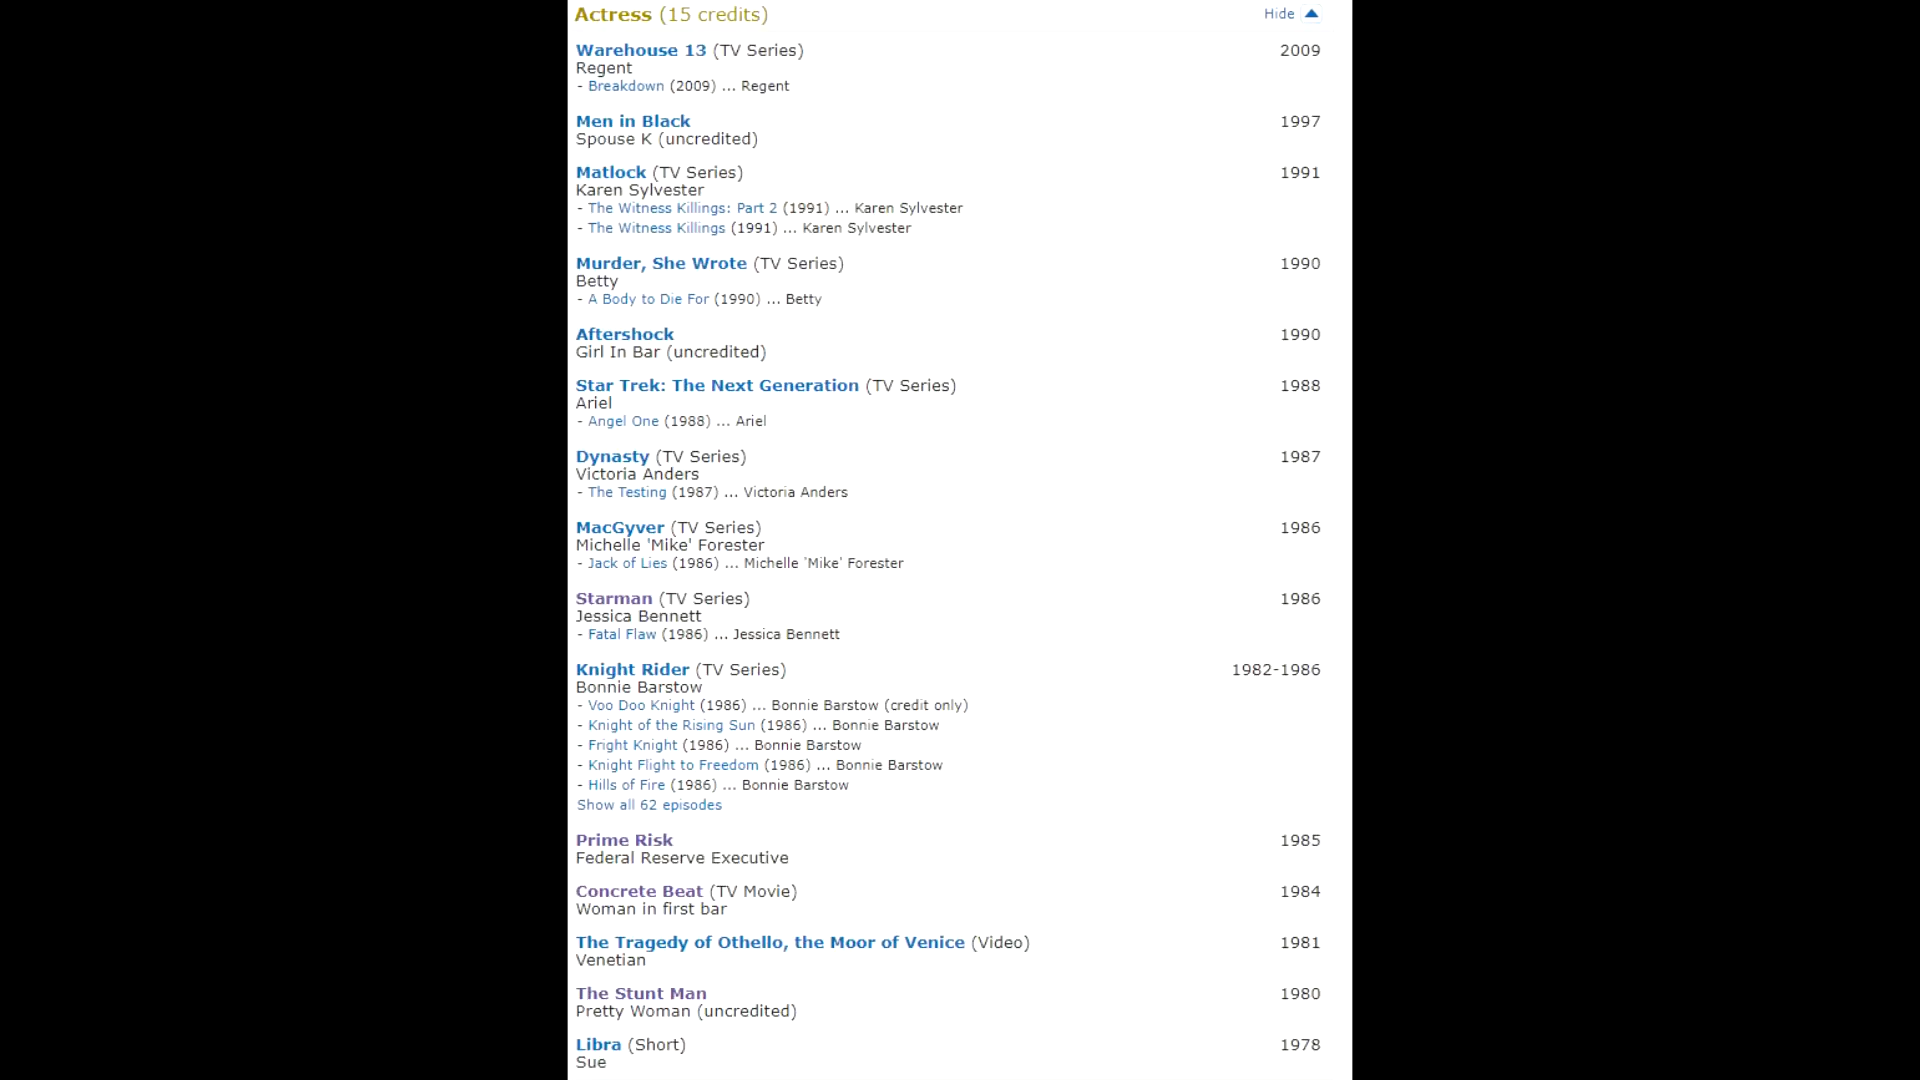 Actress (15 credits) Hide
Warehouse 13 (TV Series) 2009
Regent
- Breakdown (2009) ... Regent
Men in Black 1997
Spouse K (uncredited)
Matlock (TV Series) 1991
Karen Sylvester
- The Witness Killings: Part 2 (1991) ... Karen Sylvester
- The Witness Killings (1991) ... Karen Sylvester
Murder, She Wrote (TV Series) 1990
Betty
- A Body to Die For (1990) ... Betty
Aftershock 1990
Girl In Bar (uncredited)
Star Trek: The Next Generation (TV Series) 1988
Ariel
- Angel One (1988) ... Ariel
Dynasty (TV Series) 1987
Victoria Anders
- The Testing (1987) ... Victoria Anders
MacGyver (TV Series) 1986
Michelle 'Mike' Forester
- Jack of Lies (1986) ... Michelle 'Mike' Forester
Starman (TV Series) 1986
Jessica Bennett
- Fatal Flaw (1986) ... Jessica Bennett
Knight Rider (TV Series) 1982-1986
Bonnie Barstow
- Voo Doo Knight (1986) ... Bonnie Barstow (credit only)
- Knight of the Rising Sun (1986) ... Bonnie Barstow
- Fright Knight (1986) ... Bonnie Barstow
- Knight Flight to Freedom (1986) ... Bonnie Barstow
- Hills of Fire (1986) ... Bonnie Barstow
Show all 62 episodes
Prime Risk 1985
Federal Reserve Executive
Concrete Beat (TV Movie) 1984
Woman in first bar
The Tragedy of Othello, the Moor of Venice (Video) 1981
Venetian
The Stunt Man 1980
Pretty Woman (uncredited)
Libra (Short) 1978
Sue